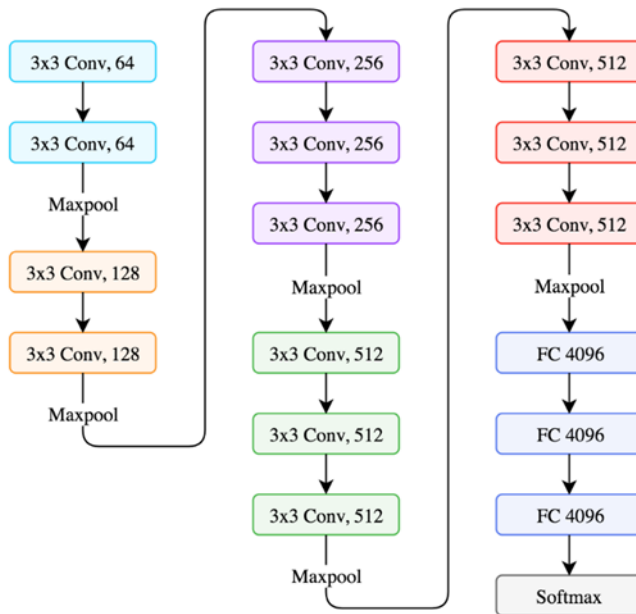 3x3 Conv, 64
3x3 Conv, 64
Maxpool
3x3 Conv, 128
3x3 Conv, 128
Maxpool
3x3 Conv, 256
3x3 Conv, 256
3x3 Conv, 256
Maxpool
3x3 Conv, 512
3x3 Conv, 512
3x3 Conv, 512
Maxpool
3x3 Conv, 512
3x3 Conv, 512
3x3 Conv, 512
Maxpool
FC 4096
FC 4096
FC 4096
Softmax